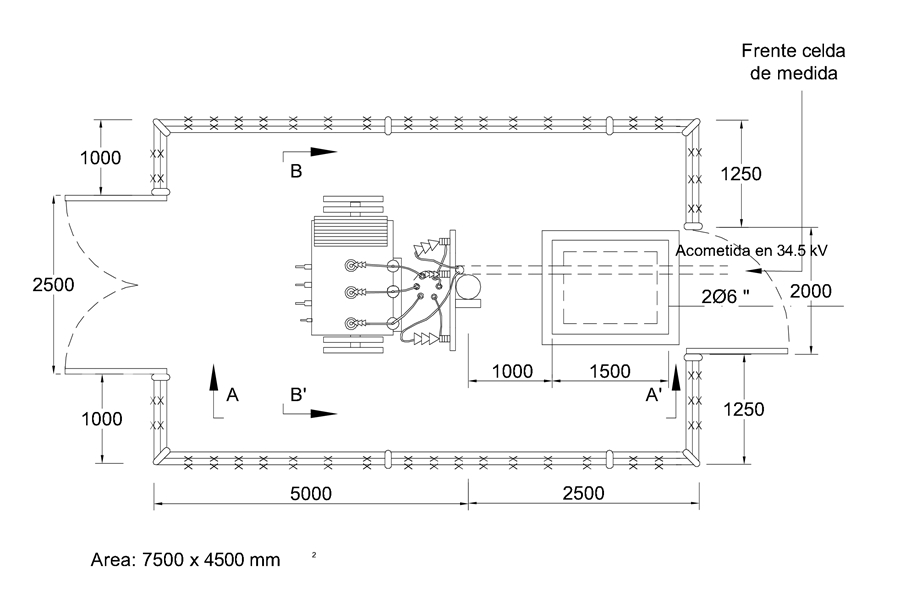 Frente celda
de medida
1000
B
1250
Acometida en 34.5 kV
2500
2Ø6 "
2000
1000
1500
A
B'
A'
1000
1250
5000
2500
Area: 7500 x 4500 mm ²